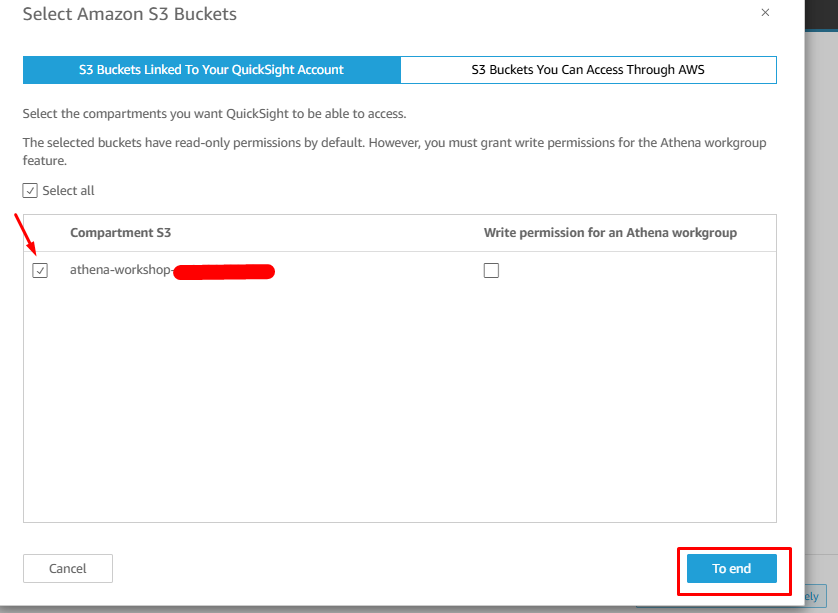 Select Amazon S3 Buckets
S3 Buckets Linked To Your QuickSight Account
S3 Buckets You Can Access Through AWS
Select the compartments you want QuickSight to be able to access.
The selected buckets have read-only permissions by default. However, you must grant write permissions for the Athena workgroup
feature.
Select all
Compartment S3
Write permission for an Athena workgroup
athena-workshop-
Cancel
To end